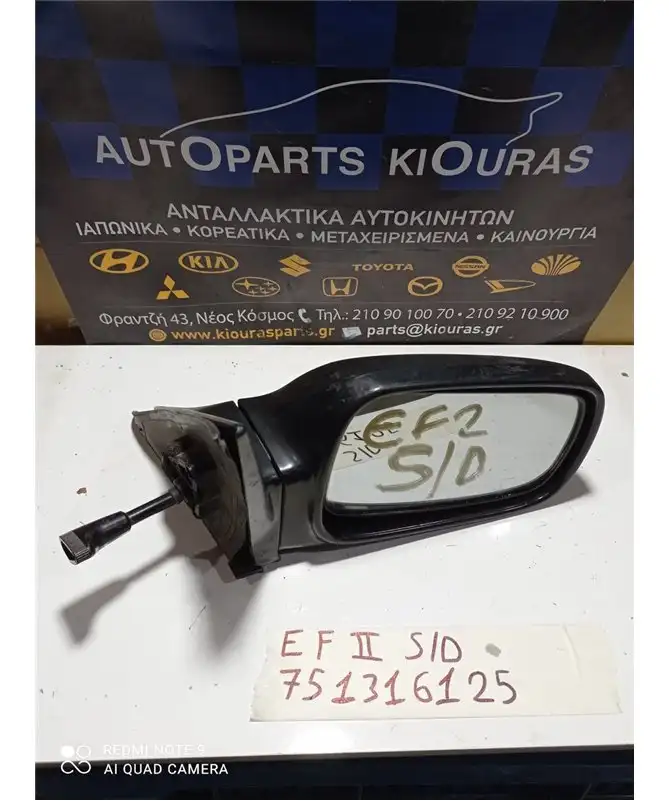 AUTOPARTS KIOURAS
ΑΝΤΑΛΛΑΚΤΙΚΑ ΑΥΤΟΚΙΝΗΤΩΝ
ΙΑΠΩΝΙΚΑ • ΚΟΡΕΑΤΙΚΑ • ΜΕΤΑΧΕΙΡΙΣΜΕΝΑ • ΚΑΙΝΟΥΡΓΙΑ
KIA
TOYOTA
NISSAN
DAEWOO
Φραντζή 43, Νέος Κόσμος Τηλ.: 210 90 100 70 • 210 92 10 900
www.kiourasparts.gr parts@kiouras.gr
EF2
S/D
EF II S/D
751316125
REDMI NOTE 9
AI QUAD CAMERA